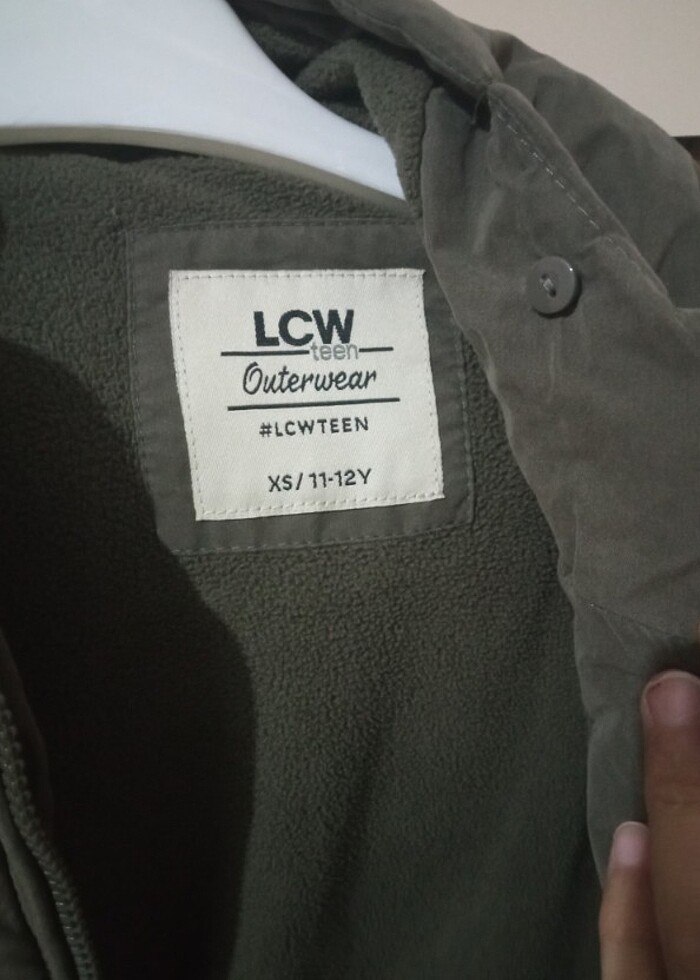 LCW
teen
Outerwear
#LCWTEEN
XS/11-12Y